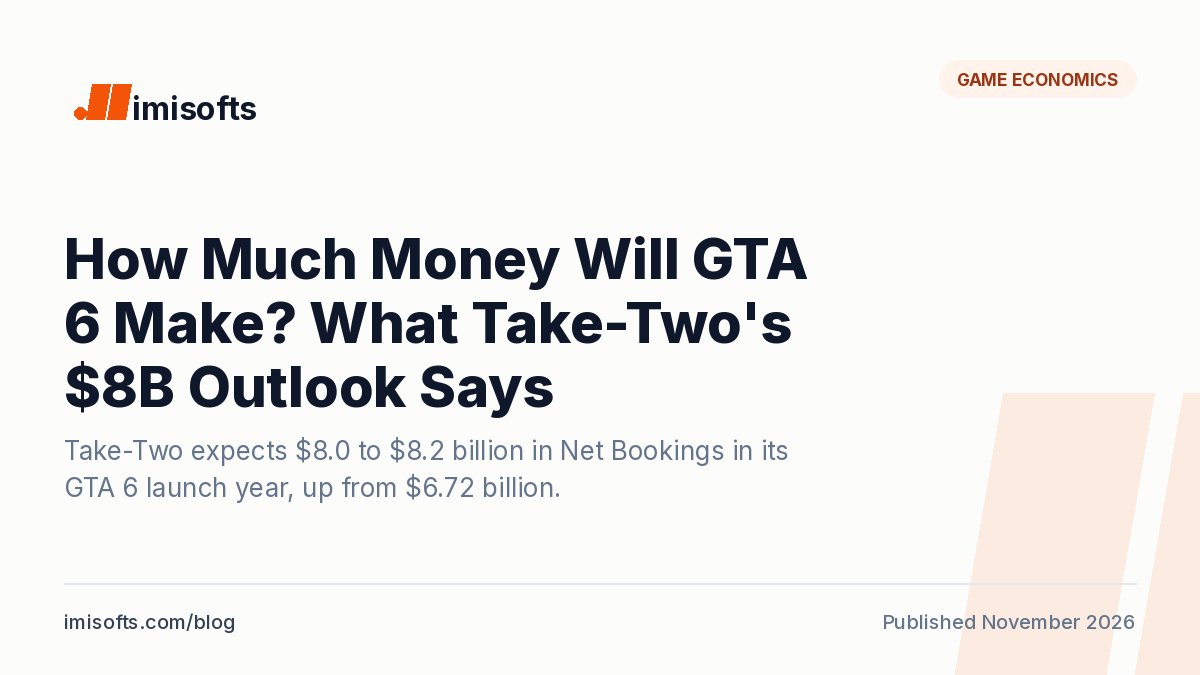 imisofts
GAME ECONOMICS
How Much Money Will GTA
6 Make? What Take-Two's
$8B Outlook Says
Take-Two expects $8.0 to $8.2 billion in Net Bookings in its
GTA 6 launch year, up from $6.72 billion.
imisofts.com/blog
Published November 2026